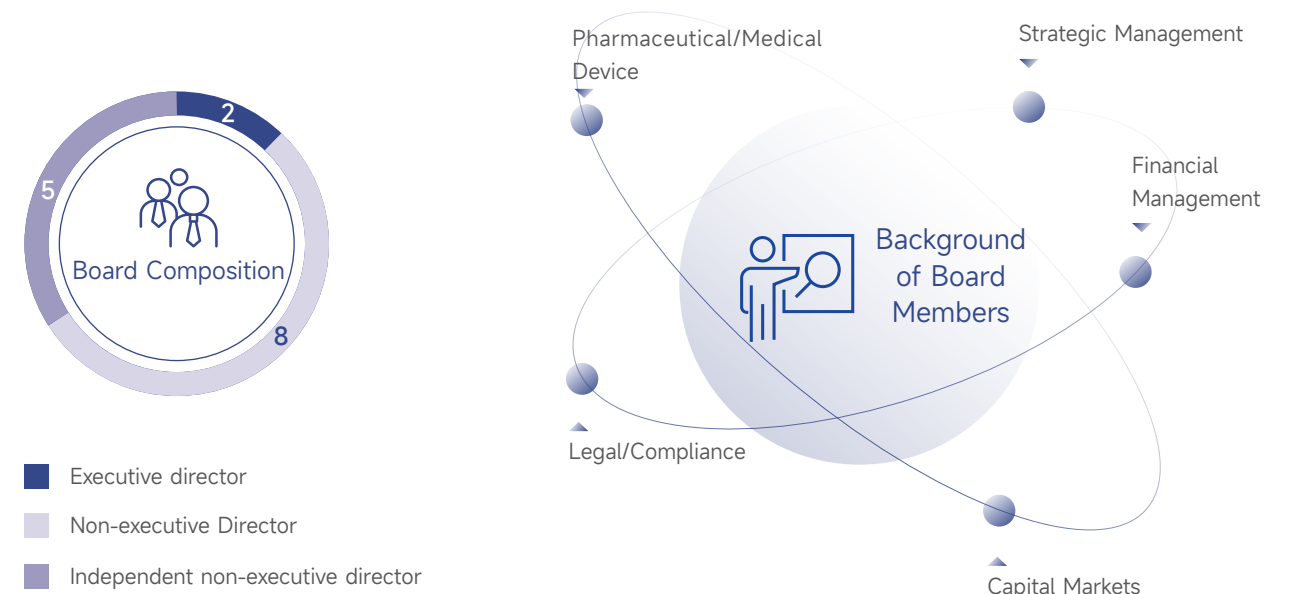 2
5
Board Composition
8
Executive director
Non-executive Director
Independent non-executive director
Pharmaceutical/Medical
Device
Strategic Management
Financial
Management
Background
of Board
Members
Legal/Compliance
Capital Markets